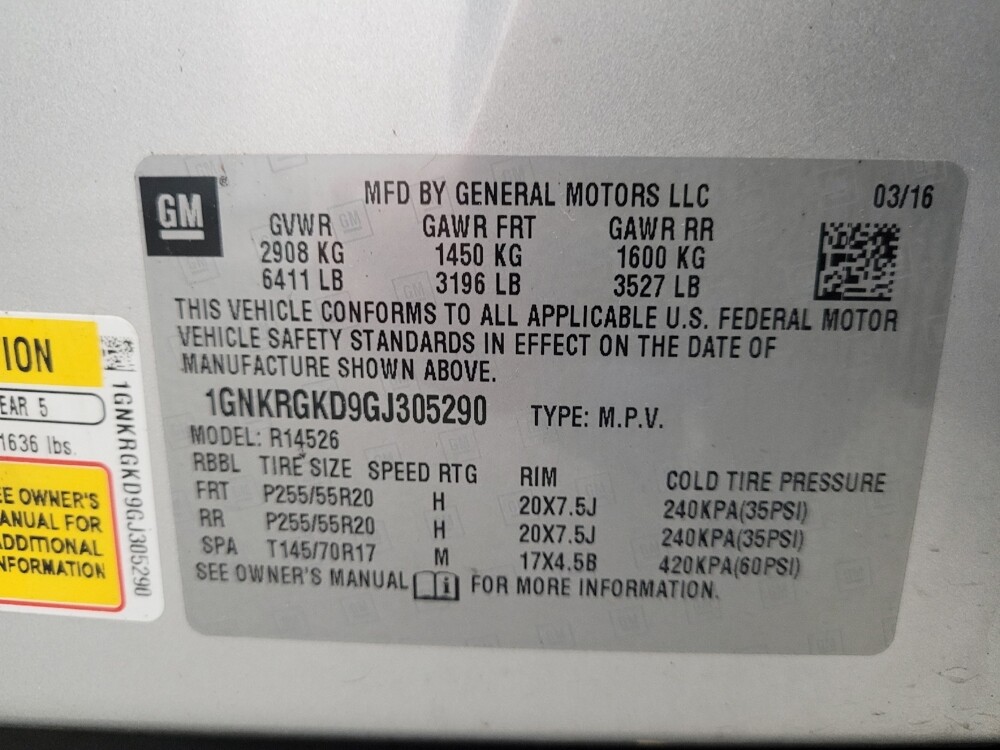 GM
MFD BY GENERAL MOTORS LLC 03/16
GVWR GAWR FRT GAWR RR
2908 KG 1450 KG 1600 KG
6411 LB 3196 LB 3527 LB
THIS VEHICLE CONFORMS TO ALL APPLICABLE U.S. FEDERAL MOTOR
VEHICLE SAFETY STANDARDS IN EFFECT ON THE DATE OF
MANUFACTURE SHOWN ABOVE.
1GNKRGKD9GJ305290 TYPE: M.P.V.
MODEL: R14526
RBBL TIRE SIZE SPEED RTG RIM COLD TIRE PRESSURE
FRT P255/55R20 H 20X7.5J 240KPA(35PSI)
RR P255/55R20 H 20X7.5J 240KPA(35PSI)
SPA T145/70R17 M 17X4.5B 420KPA(60PSI)
SEE OWNER'S MANUAL i FOR MORE INFORMATION.
ION
EAR 5
1636 lbs.
EE OWNER'S
ANUAL FOR
ADDITIONAL
NFORMATION
1GNKRGKD9GJ305290